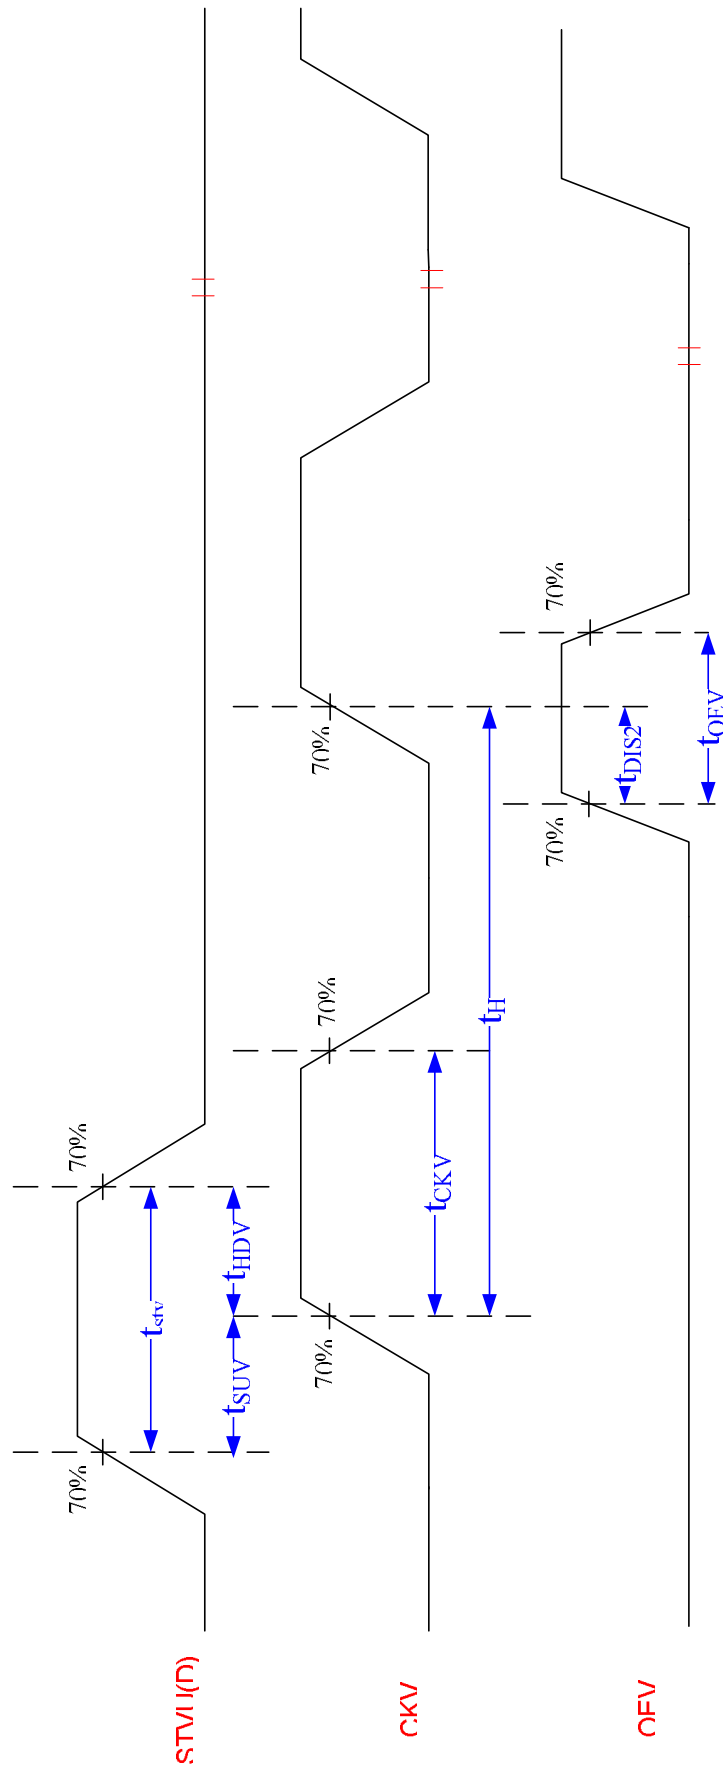 STVU(D)
70%
70%
tstv
tSUV
tHDV
CKV
70%
70%
70%
tCKV
tH
OEV
70%
70%
tDIS2
tOEV